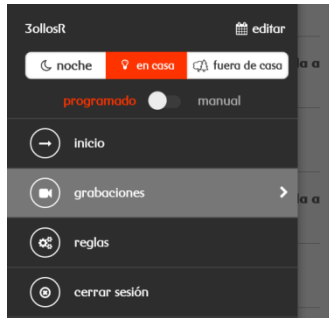 3ollosR editar
noche en casa fuera de casa
programado manual
inicio
grabaciones
reglas
cerrar sesión